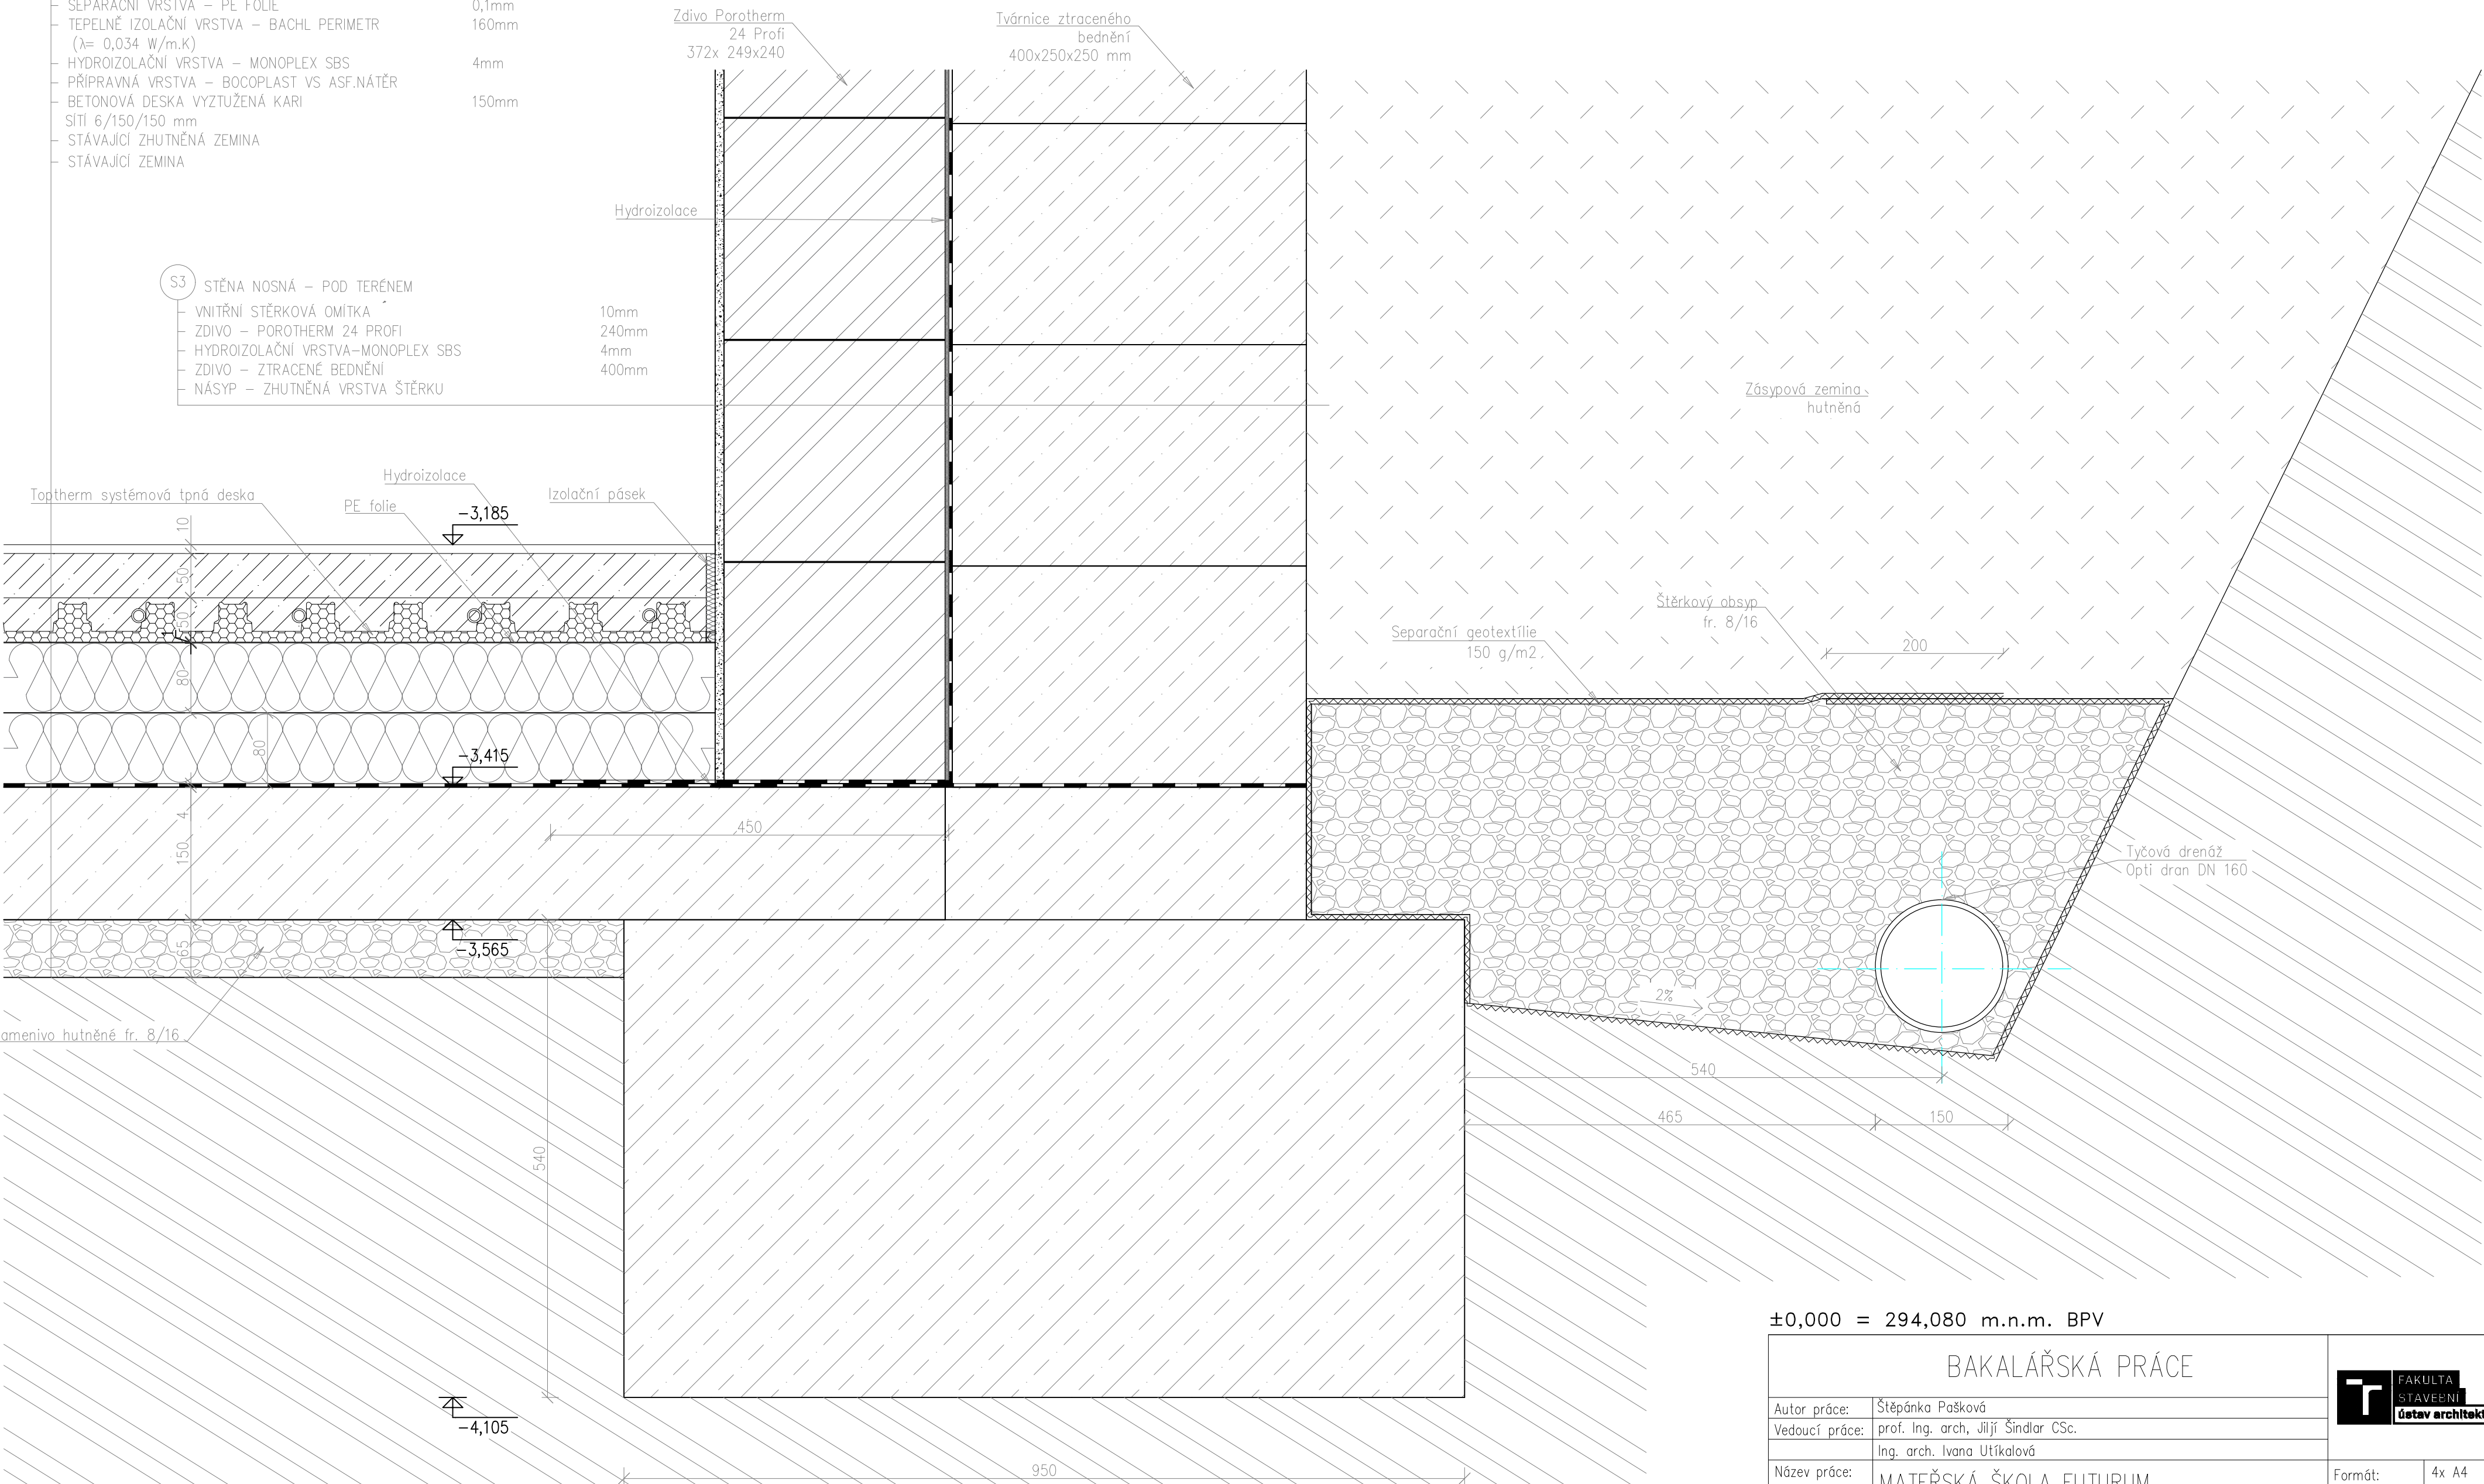 SEPARAČNÍ VRSTVA – PE FOLIE 0,1mm
TEPELNĚ IZOLAČNÍ VRSTVA – BACHL PERIMETR 160mm
(λ= 0,034 W/m.K)
HYDROIZOLAČNÍ VRSTVA – MONOPLEX SBS 4mm
PŘÍPRAVNÁ VRSTVA – BOCOPLAST VS ASF.NÁTĚR
BETONOVÁ DESKA VYZTUŽENÁ KARI 150mm
SÍTÍ 6/150/150 mm
STÁVAJÍCÍ ZHUTNĚNÁ ZEMINA
STÁVAJÍCÍ ZEMINA
Zdivo Porotherm
24 Profi
372x 249x240
Tvárnice ztraceného
bednění
400x250x250 mm
Hydroizolace
S3 STĚNA NOSNÁ – POD TERÉNEM
VNITŘNÍ STĚRKOVÁ OMÍTKA 10mm
ZDIVO – POROTHERM 24 PROFI 240mm
HYDROIZOLAČNÍ VRSTVA–MONOPLEX SBS 4mm
ZDIVO – ZTRACENÉ BEDNĚNÍ 400mm
NÁSYP – ZHUTNĚNÁ VRSTVA ŠTĚRKU
Zásypová zemina
hutněná
Toptherm systémová tpná deska
Hydroizolace
PE folie
Izolační pásek
-3,185
10
50
50
1
80
80
-3,415
4
150
65
450
-3,565
Štěrkový obsyp
fr. 8/16
Separační geotextílie
150 g/m2
200
Tyčová drenáž
Opti dran DN 160
2%
540
465
150
amenivo hutněné fr. 8/16
540
-4,105
950
±0,000 = 294,080 m.n.m. BPV
BAKALÁŘSKÁ PRÁCE
FAKULTA
STAVEBNÍ
ústav architekt
Autor práce: Štěpánka Pašková
Vedoucí práce: prof. Ing. arch, Jiljí Šindlar CSc.
Ing. arch. Ivana Utíkalová
Název práce: MATEŘSKÁ ŠKOLA FUTURUM
Formát: 4x A4